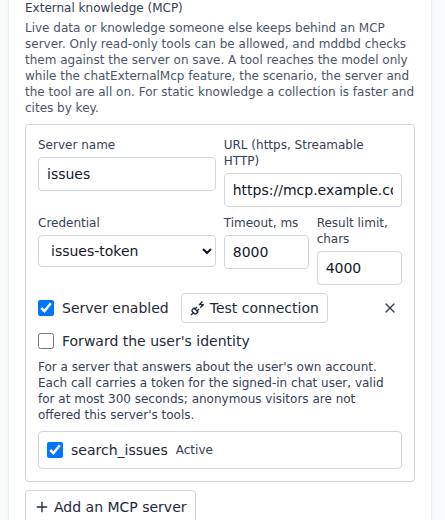 External knowledge (MCP)
Live data or knowledge someone else keeps behind an MCP
server. Only read-only tools can be allowed, and mddbd checks
them against the server on save. A tool reaches the model only
while the chatExternalMcp feature, the scenario, the server and
the tool are all on. For static knowledge a collection is faster and
cites by key.
Server name
issues
URL (https, Streamable
HTTP)
https://mcp.example.co
Credential
issues-token
Timeout, ms
8000
Result limit,
chars
4000
Server enabled
Test connection
Forward the user's identity
For a server that answers about the user's own account.
Each call carries a token for the signed-in chat user, valid
for at most 300 seconds; anonymous visitors are not
offered this server's tools.
search_issues Active
+ Add an MCP server